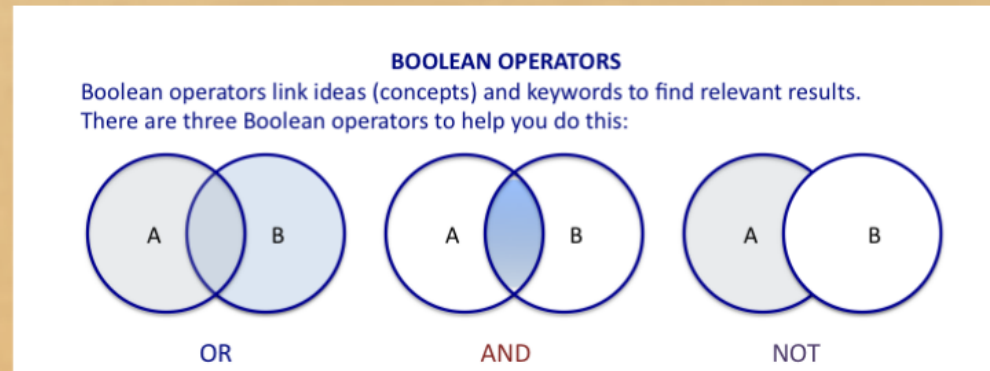 BOOLEAN OPERATORS
Boolean operators link ideas (concepts) and keywords to find relevant results.
There are three Boolean operators to help you do this:
A B A B A B
OR AND NOT